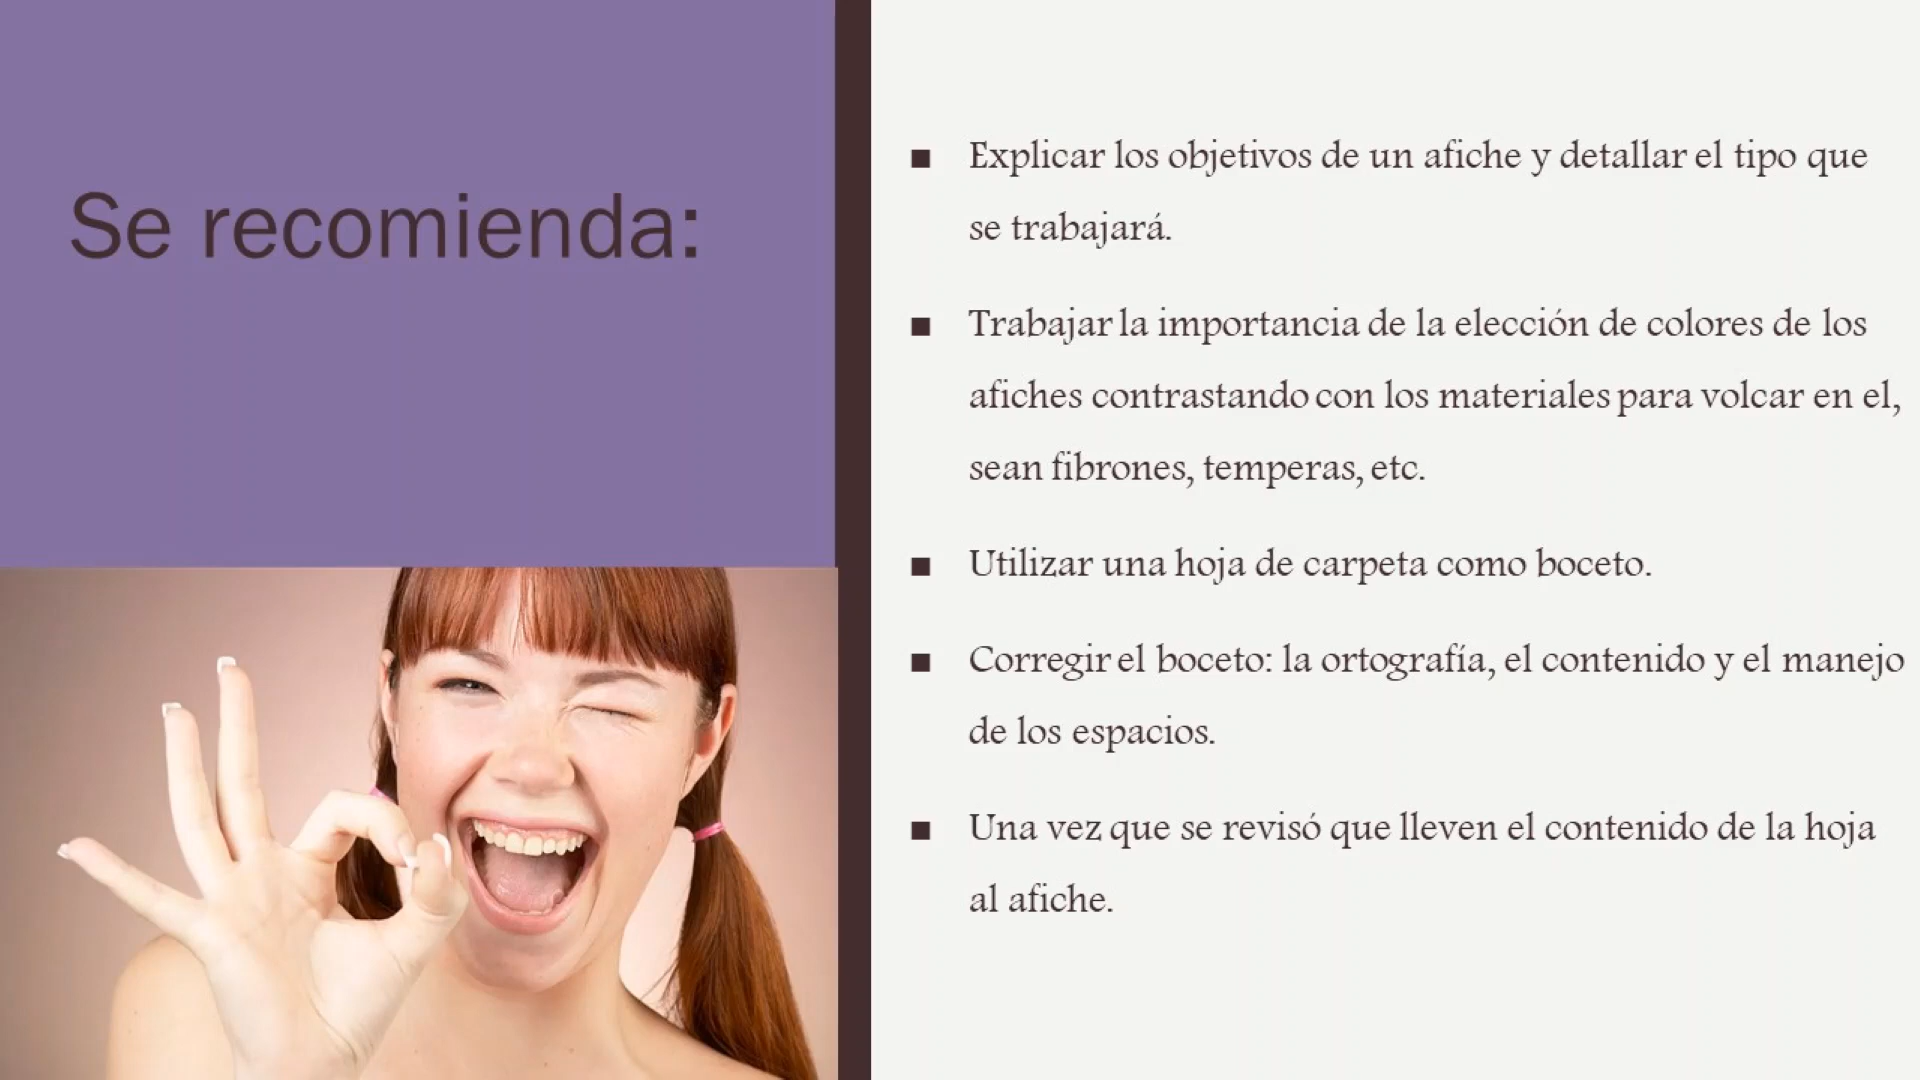 Se recomienda:
Explicar los objetivos de un afiche y detallar el tipo que
se trabajará.
Trabajar la importancia de la elección de colores de los
afiches contrastando con los materiales para volcar en el,
sean fibrones, temperas, etc.
Utilizar una hoja de carpeta como boceto.
Corregir el boceto: la ortografía, el contenido y el manejo
de los espacios.
Una vez que se revisó que lleven el contenido de la hoja
al afiche.